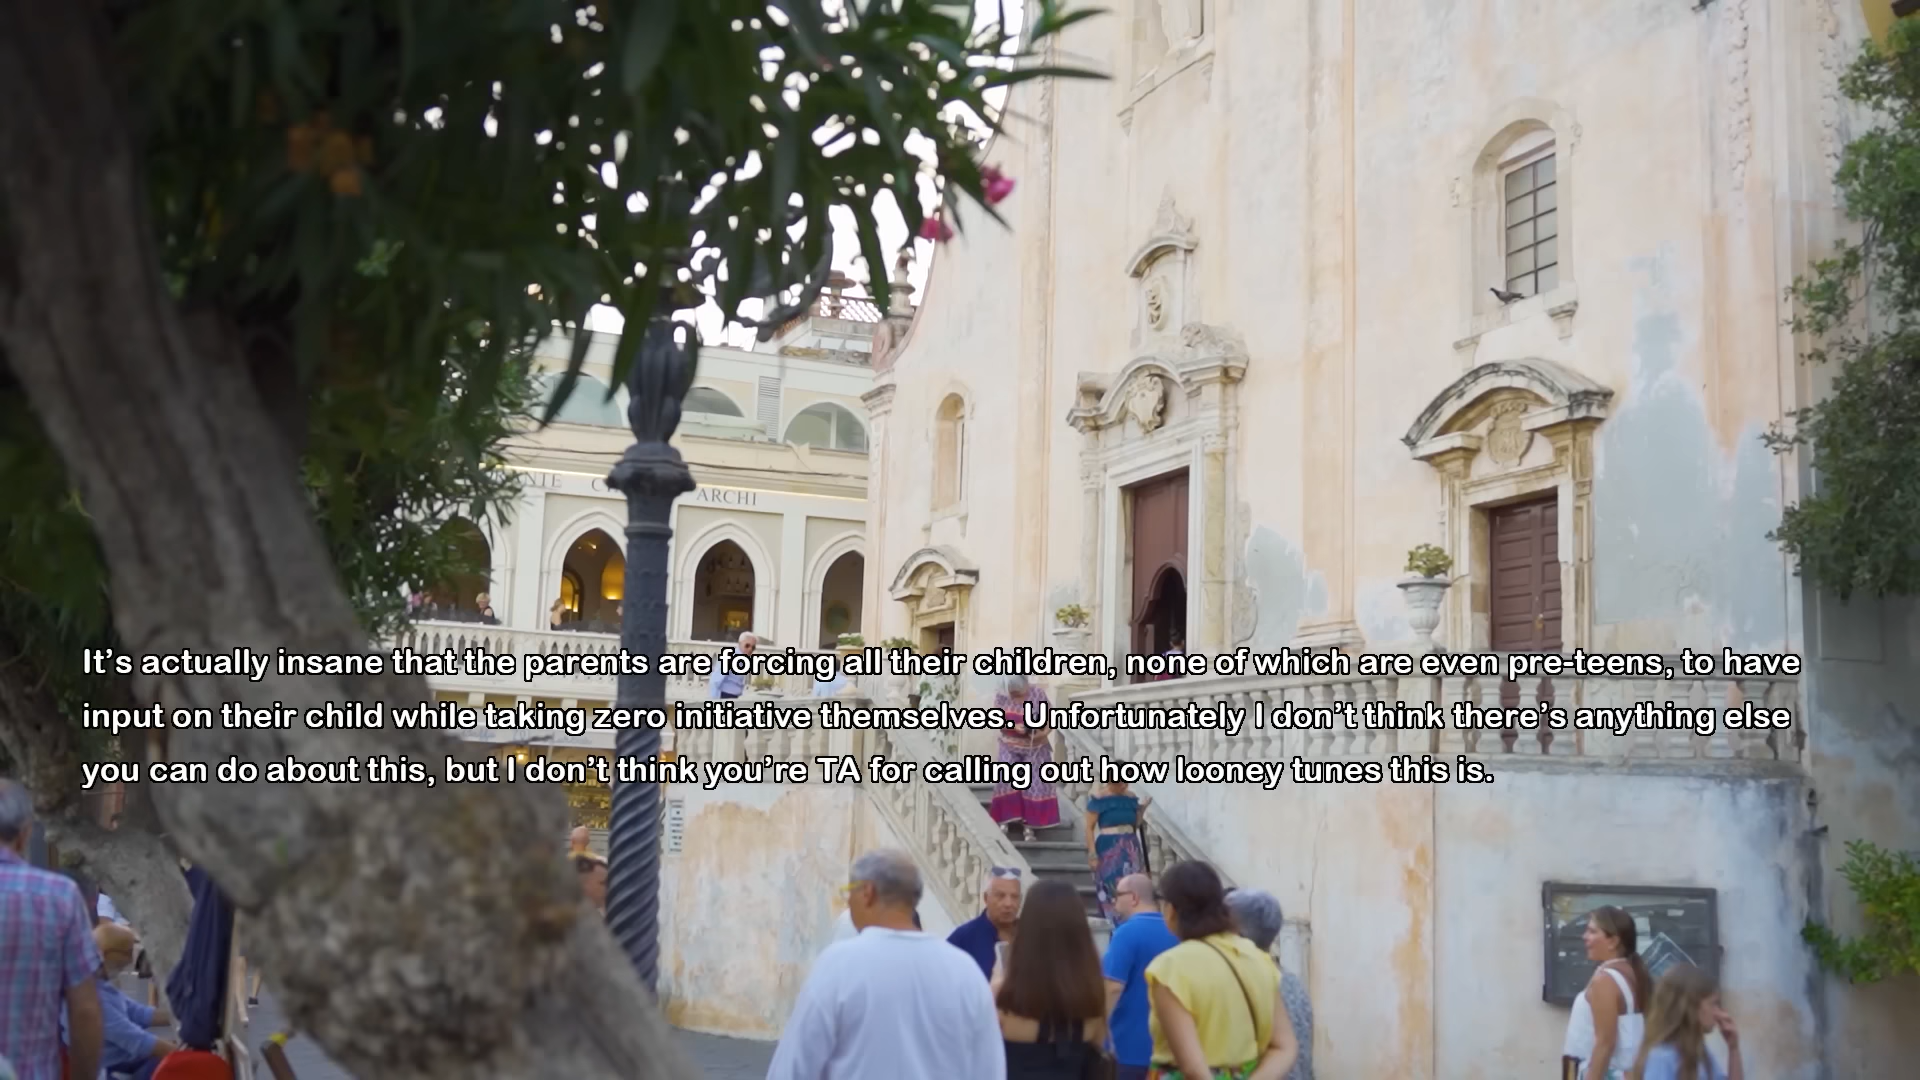 ARCHI
It’s actually insane that the parents are forcing all their children, none of which are even pre-teens, to have
input on their child while taking zero initiative themselves. Unfortunately I don’t think there’s anything else
you can do about this, but I don’t think you’re TA for calling out how looney tunes this is.